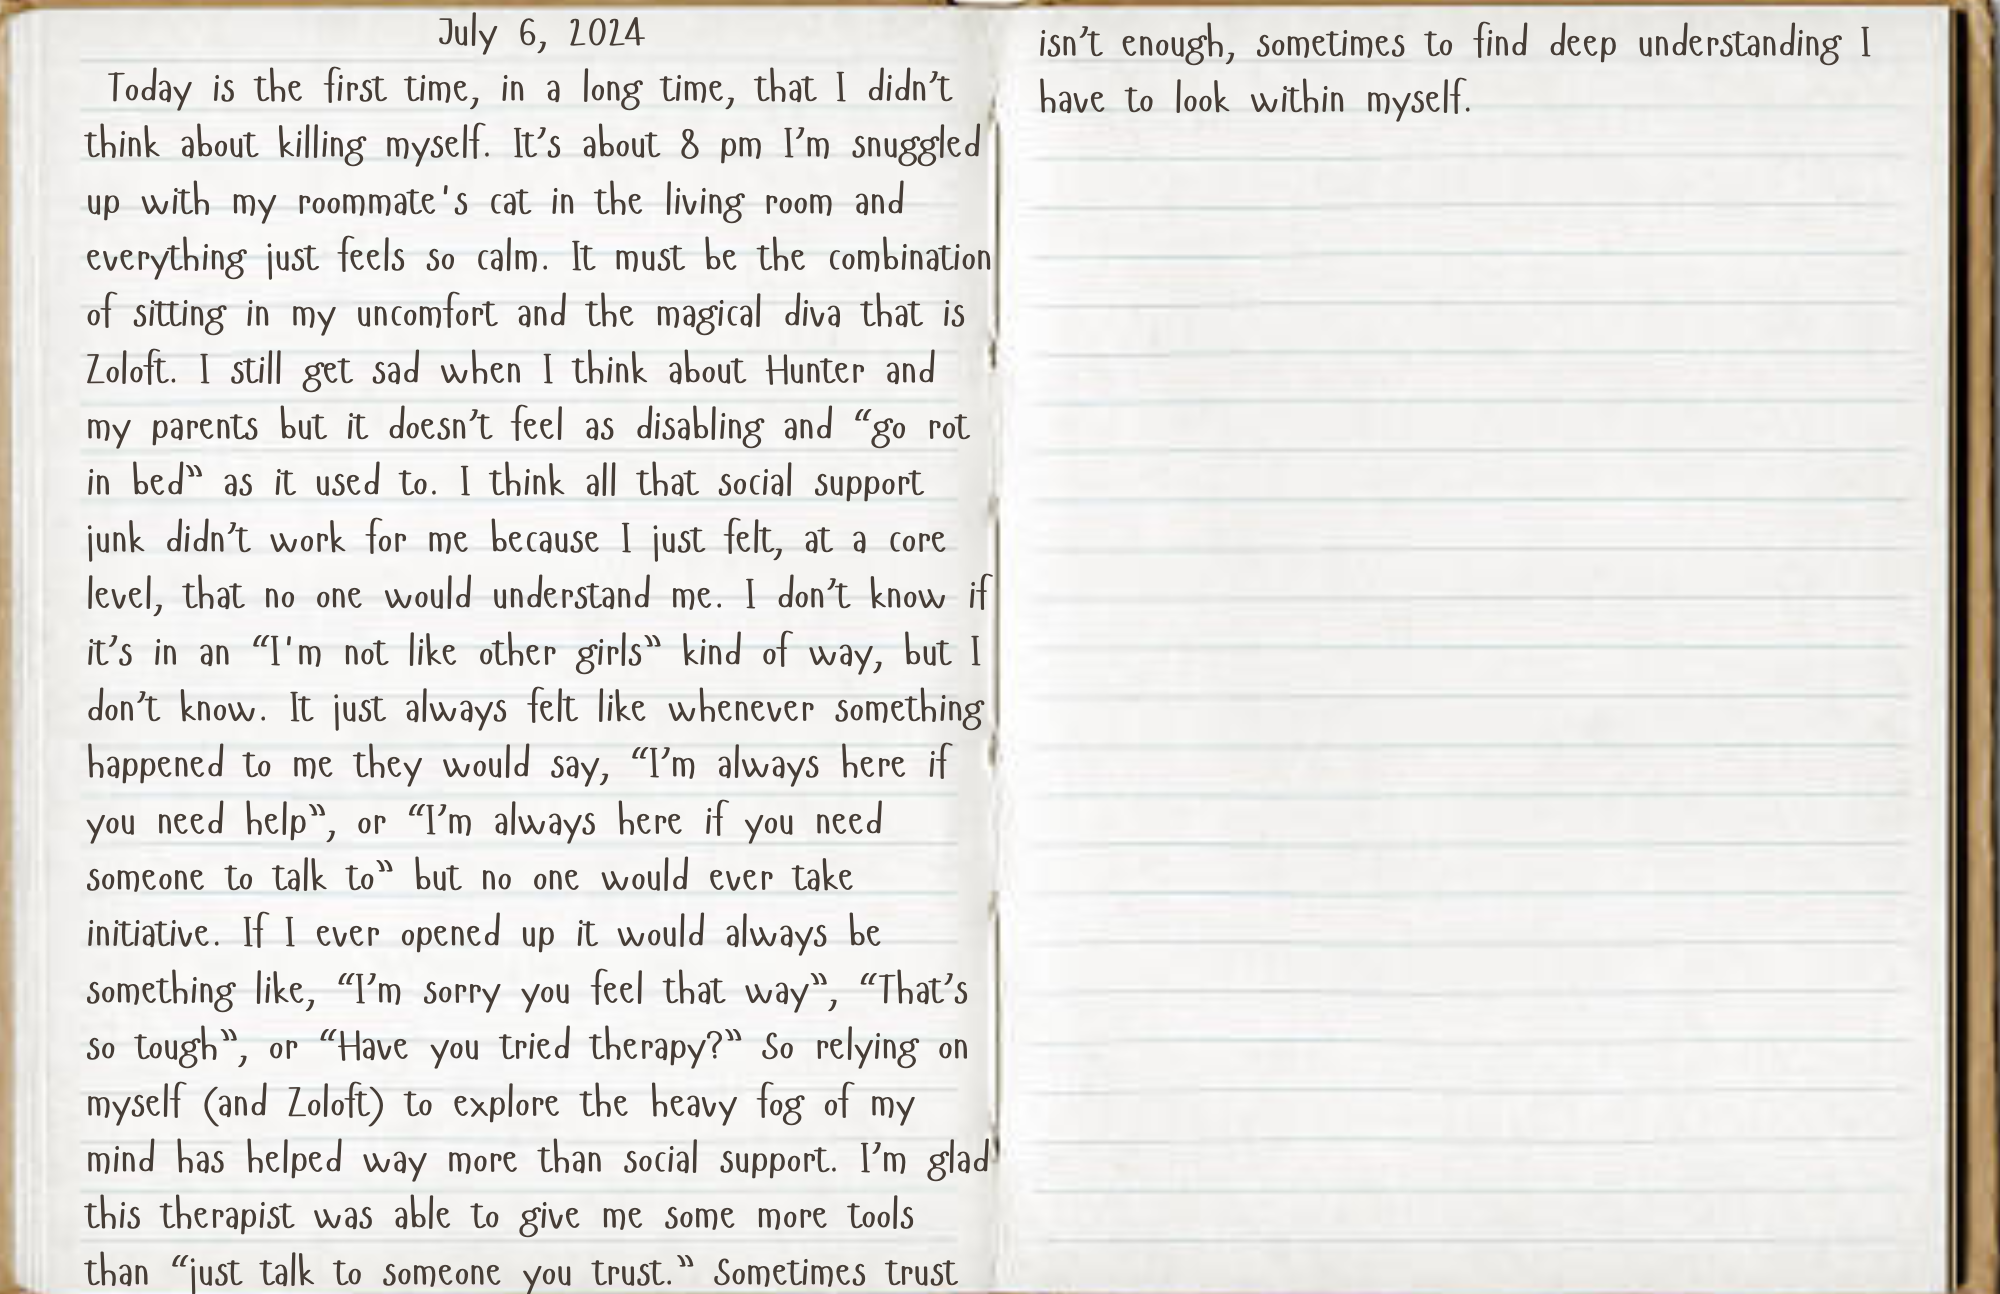 July 6, 2024
Today is the first time, in a long time, that I didn't
think about killing myself. It's about 8 pm I'm snuggled
up with my roommate's cat in the living room and
everything just feels so calm. It must be the combination
of sitting in my uncomfort and the magical diva that is
Zoloft. I still get sad when I think about Hunter and
my parents but it doesn't feel as disabling and “go rot
in bed” as it used to. I think all that social support
junk didn't work for me because I just felt, at a core
level, that no one would understand me. I don't know if
it's in an “I'm not like other girls” kind of way, but I
don't know. It just always felt like whenever something
happened to me they would say, “I'm always here if
you need help”, or “I'm always here if you need
someone to talk to” but no one would ever take
initiative. If I ever opened up it would always be
something like, “I'm sorry you feel that way”, “That's
so tough”, or “Have you tried therapy?” So relying on
myself (and Zoloft) to explore the heavy fog of my
mind has helped way more than social support. I'm glad
this therapist was able to give me some more tools
than “just talk to someone you trust.” Sometimes trust
isn't enough, sometimes to find deep understanding I
have to look within myself.